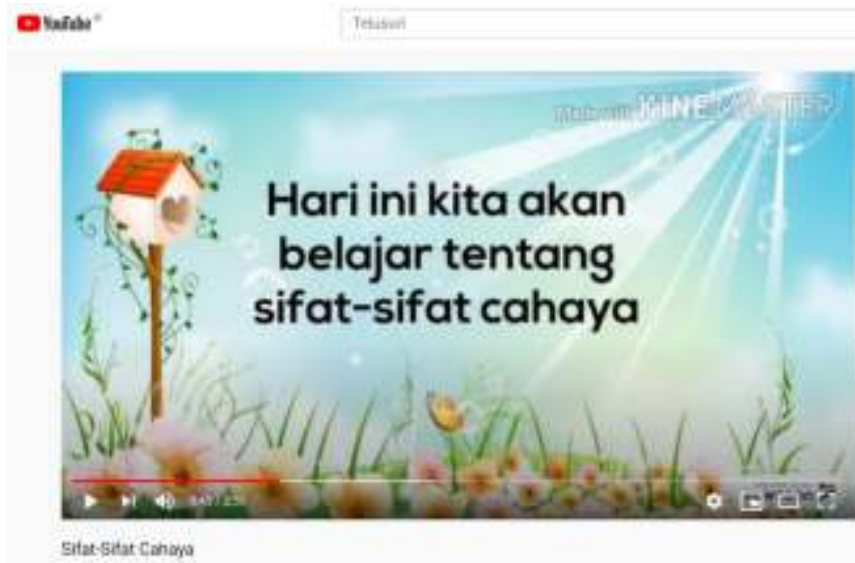 YouTube
Telusuri
Made with KINEMASTER
Hari ini kita akan
belajar tentang
sifat-sifat cahaya
Sifat-Sifat Cahaya